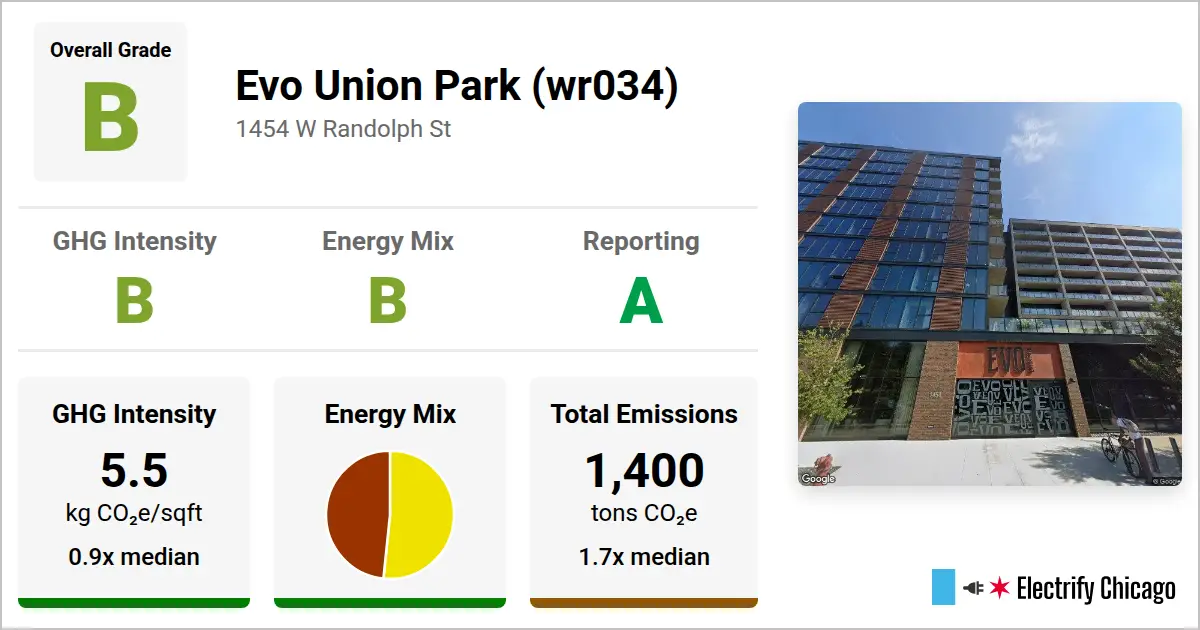 Overall Grade
B
Evo Union Park (wr034)
1454 W Randolph St
GHG Intensity
B
Energy Mix
B
Reporting
A
GHG Intensity
5.5
kg CO₂e/sqft
0.9x median
Energy Mix
Total Emissions
1,400
tons CO₂e
1.7x median
EVO
1454
Google
© Google
Electrify Chicago